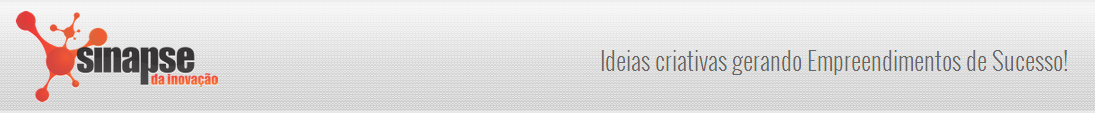 sinapse
da inovação
Ideias criativas gerando Empreendimentos de Sucesso!